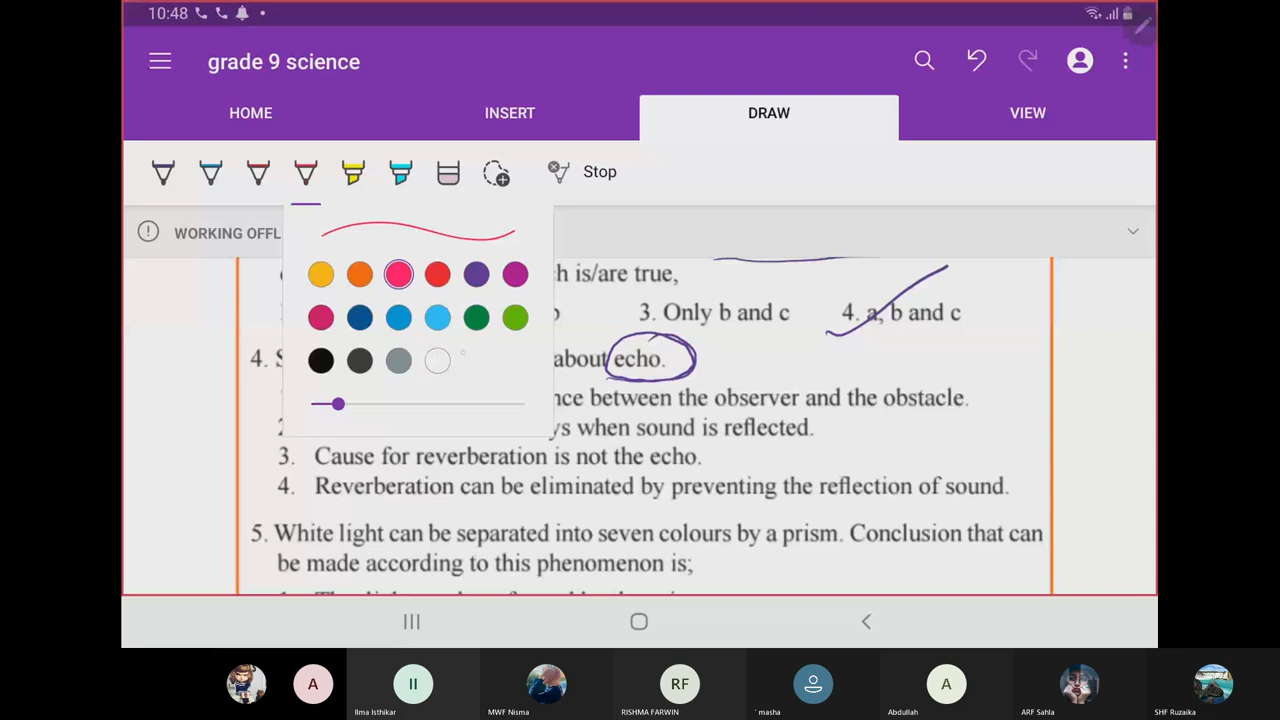 10:48
grade 9 science
HOME INSERT DRAW VIEW
Stop
WORKING OFFL
h is/are true,
3. Only b and c 4. a, b and c
4. S about echo.
nce between the observer and the obstacle.
2 ys when sound is reflected.
3. Cause for reverberation is not the echo.
4. Reverberation can be eliminated by preventing the reflection of sound.
5. White light can be separated into seven colours by a prism. Conclusion that can
be made according to this phenomenon is;
A II RF A
Ilma Isthikar MWF Nisma RISHMA FARWIN ' masha Abdullah ARF Sahla SHF Ruzaika